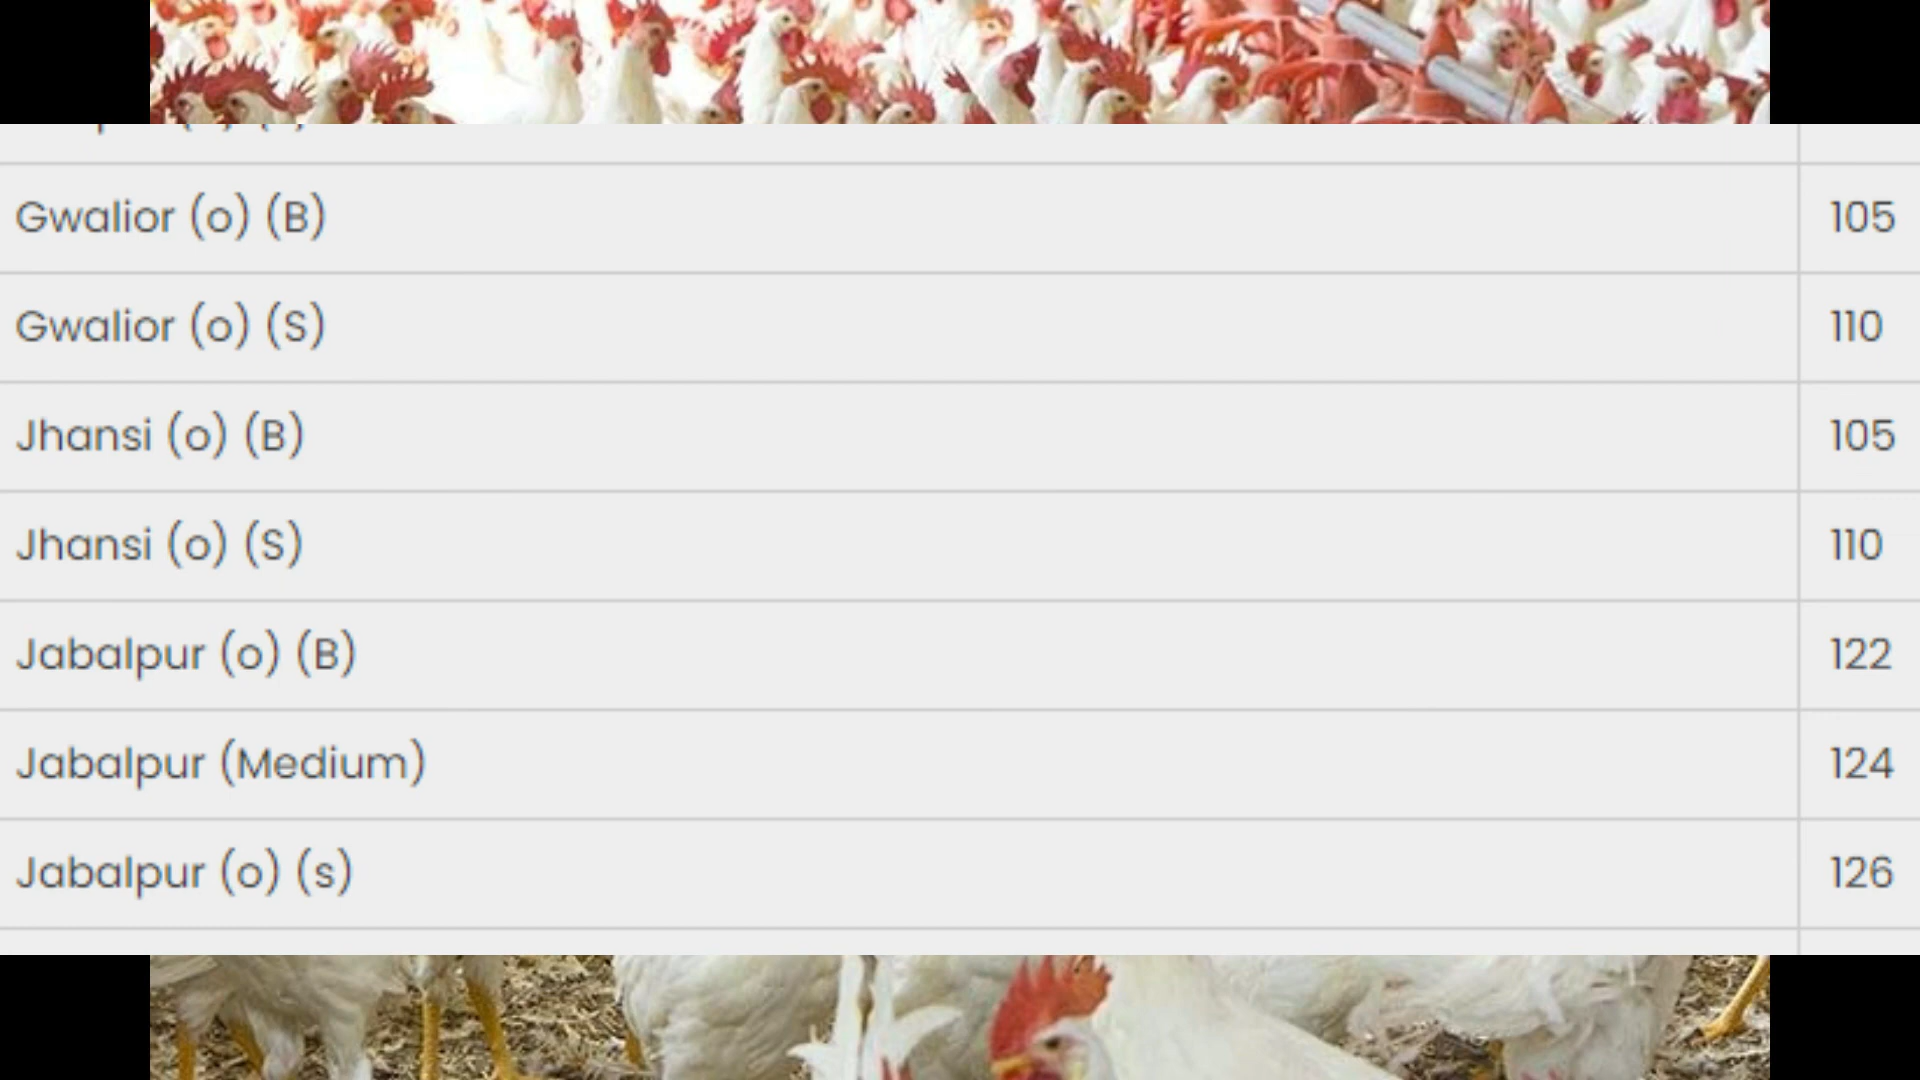 Gwalior (o) (B) 105
Gwalior (o) (S) 110
Jhansi (o) (B) 105
Jhansi (o) (S) 110
Jabalpur (o) (B) 122
Jabalpur (Medium) 124
Jabalpur (o) (s) 126